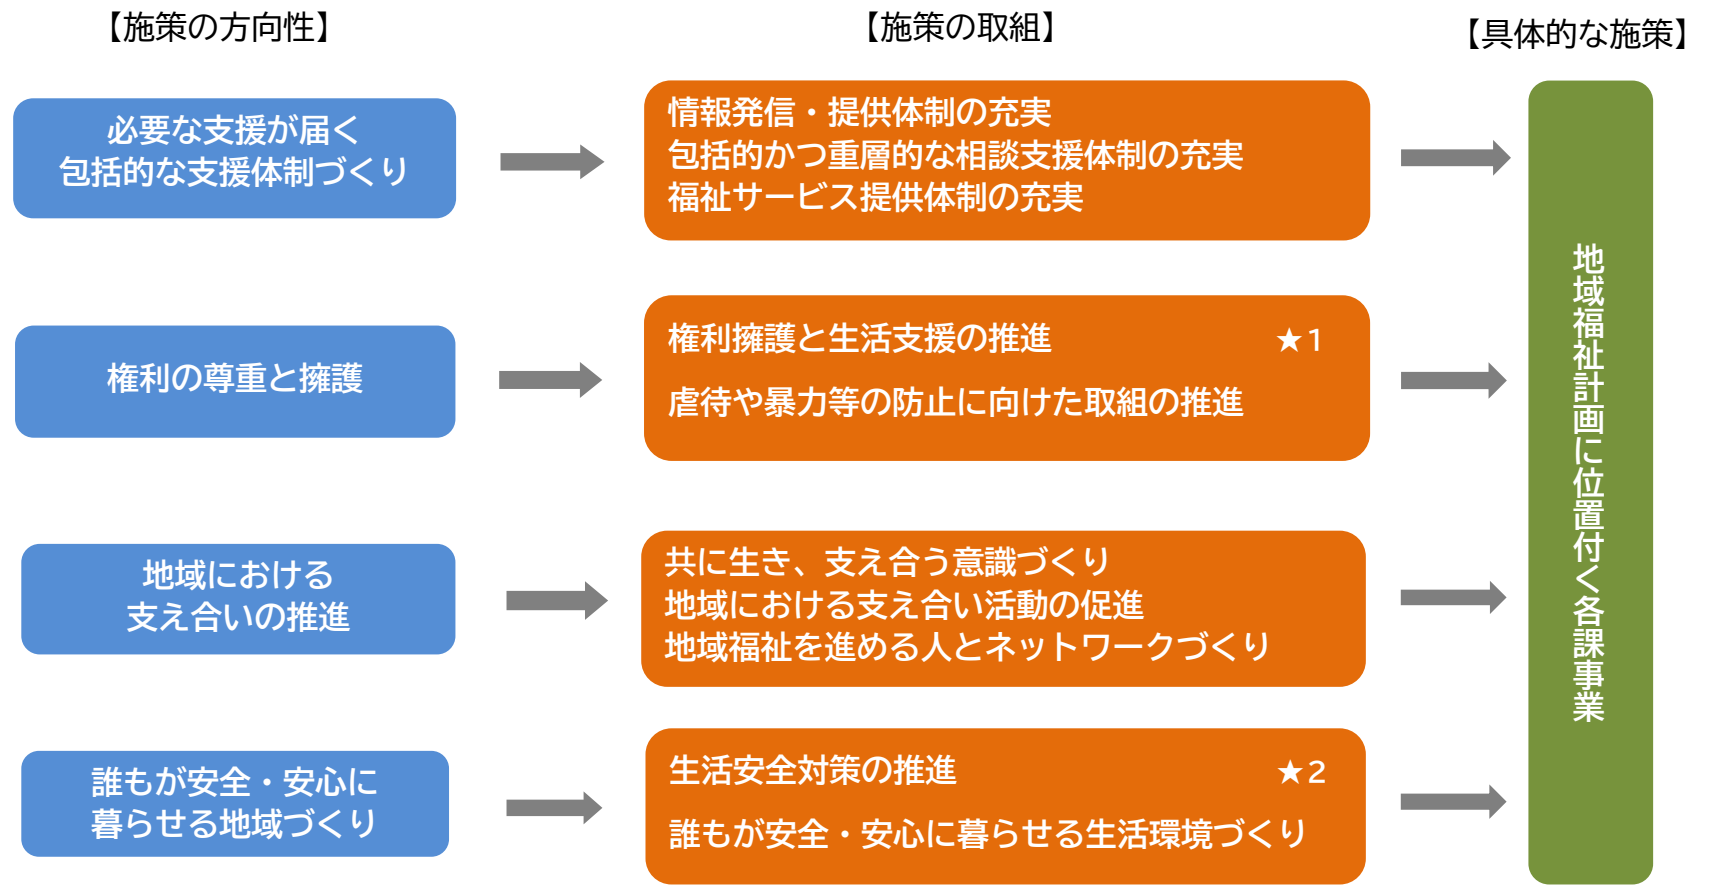 【施策の方向性】
【施策の取組】
【具体的な施策】
必要な支援が届く
包括的な支援体制づくり
情報発信・提供体制の充実
包括的かつ重層的な相談支援体制の充実
福祉サービス提供体制の充実
権利の尊重と擁護
権利擁護と生活支援の推進 ★1
虐待や暴力等の防止に向けた取組の推進
地域における
支え合いの推進
共に生き、支え合う意識づくり
地域における支え合い活動の促進
地域福祉を進める人とネットワークづくり
誰もが安全・安心に
暮らせる地域づくり
生活安全対策の推進 ★2
誰もが安全・安心に暮らせる生活環境づくり
地域福祉計画に位置付く各課事業